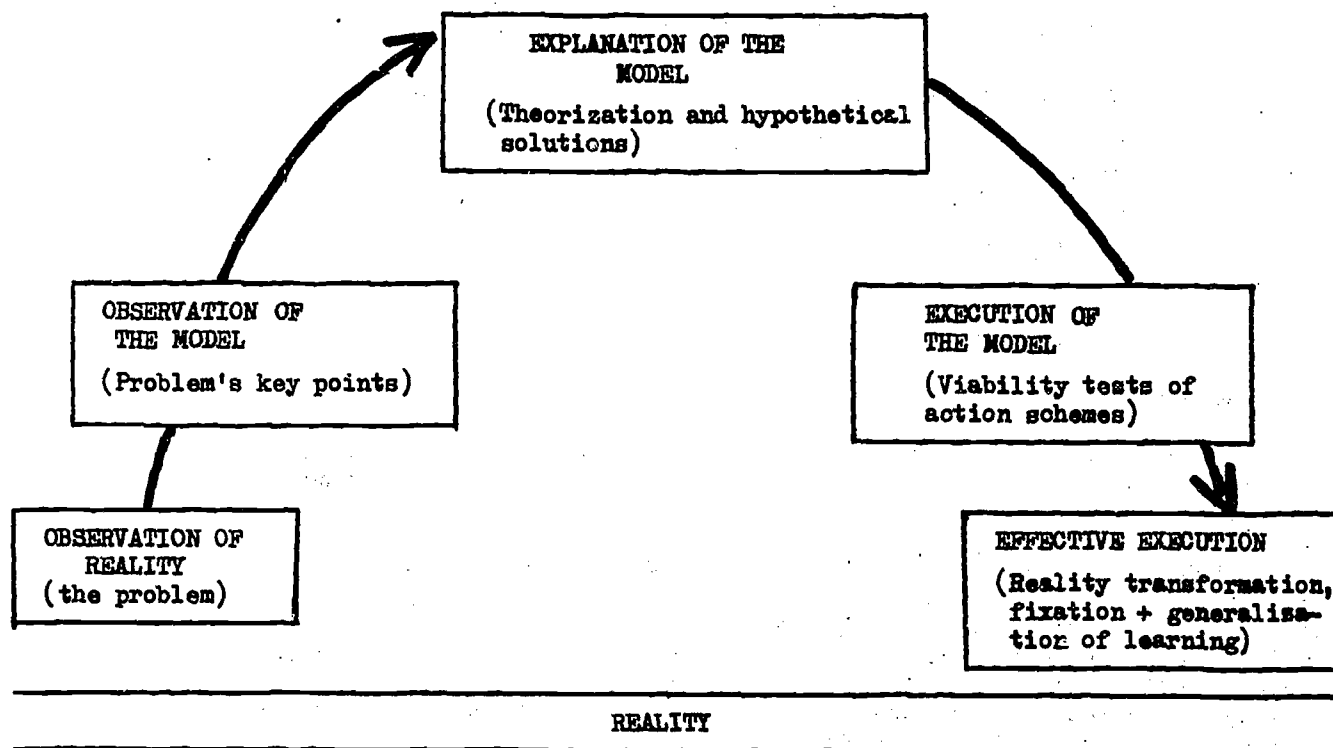 EXPLANATION OF THE
MODEL
(Theorization and hypothetical
solutions)
OBSERVATION OF
THE MODEL
(Problem's key points)
EXECUTION OF
THE MODEL
(Viability tests of
action schemes)
OBSERVATION OF
REALITY
(the problem)
EFFECTIVE EXECUTION
(Reality transformation,
fixation + generalisa-
tion of learning)
REALITY